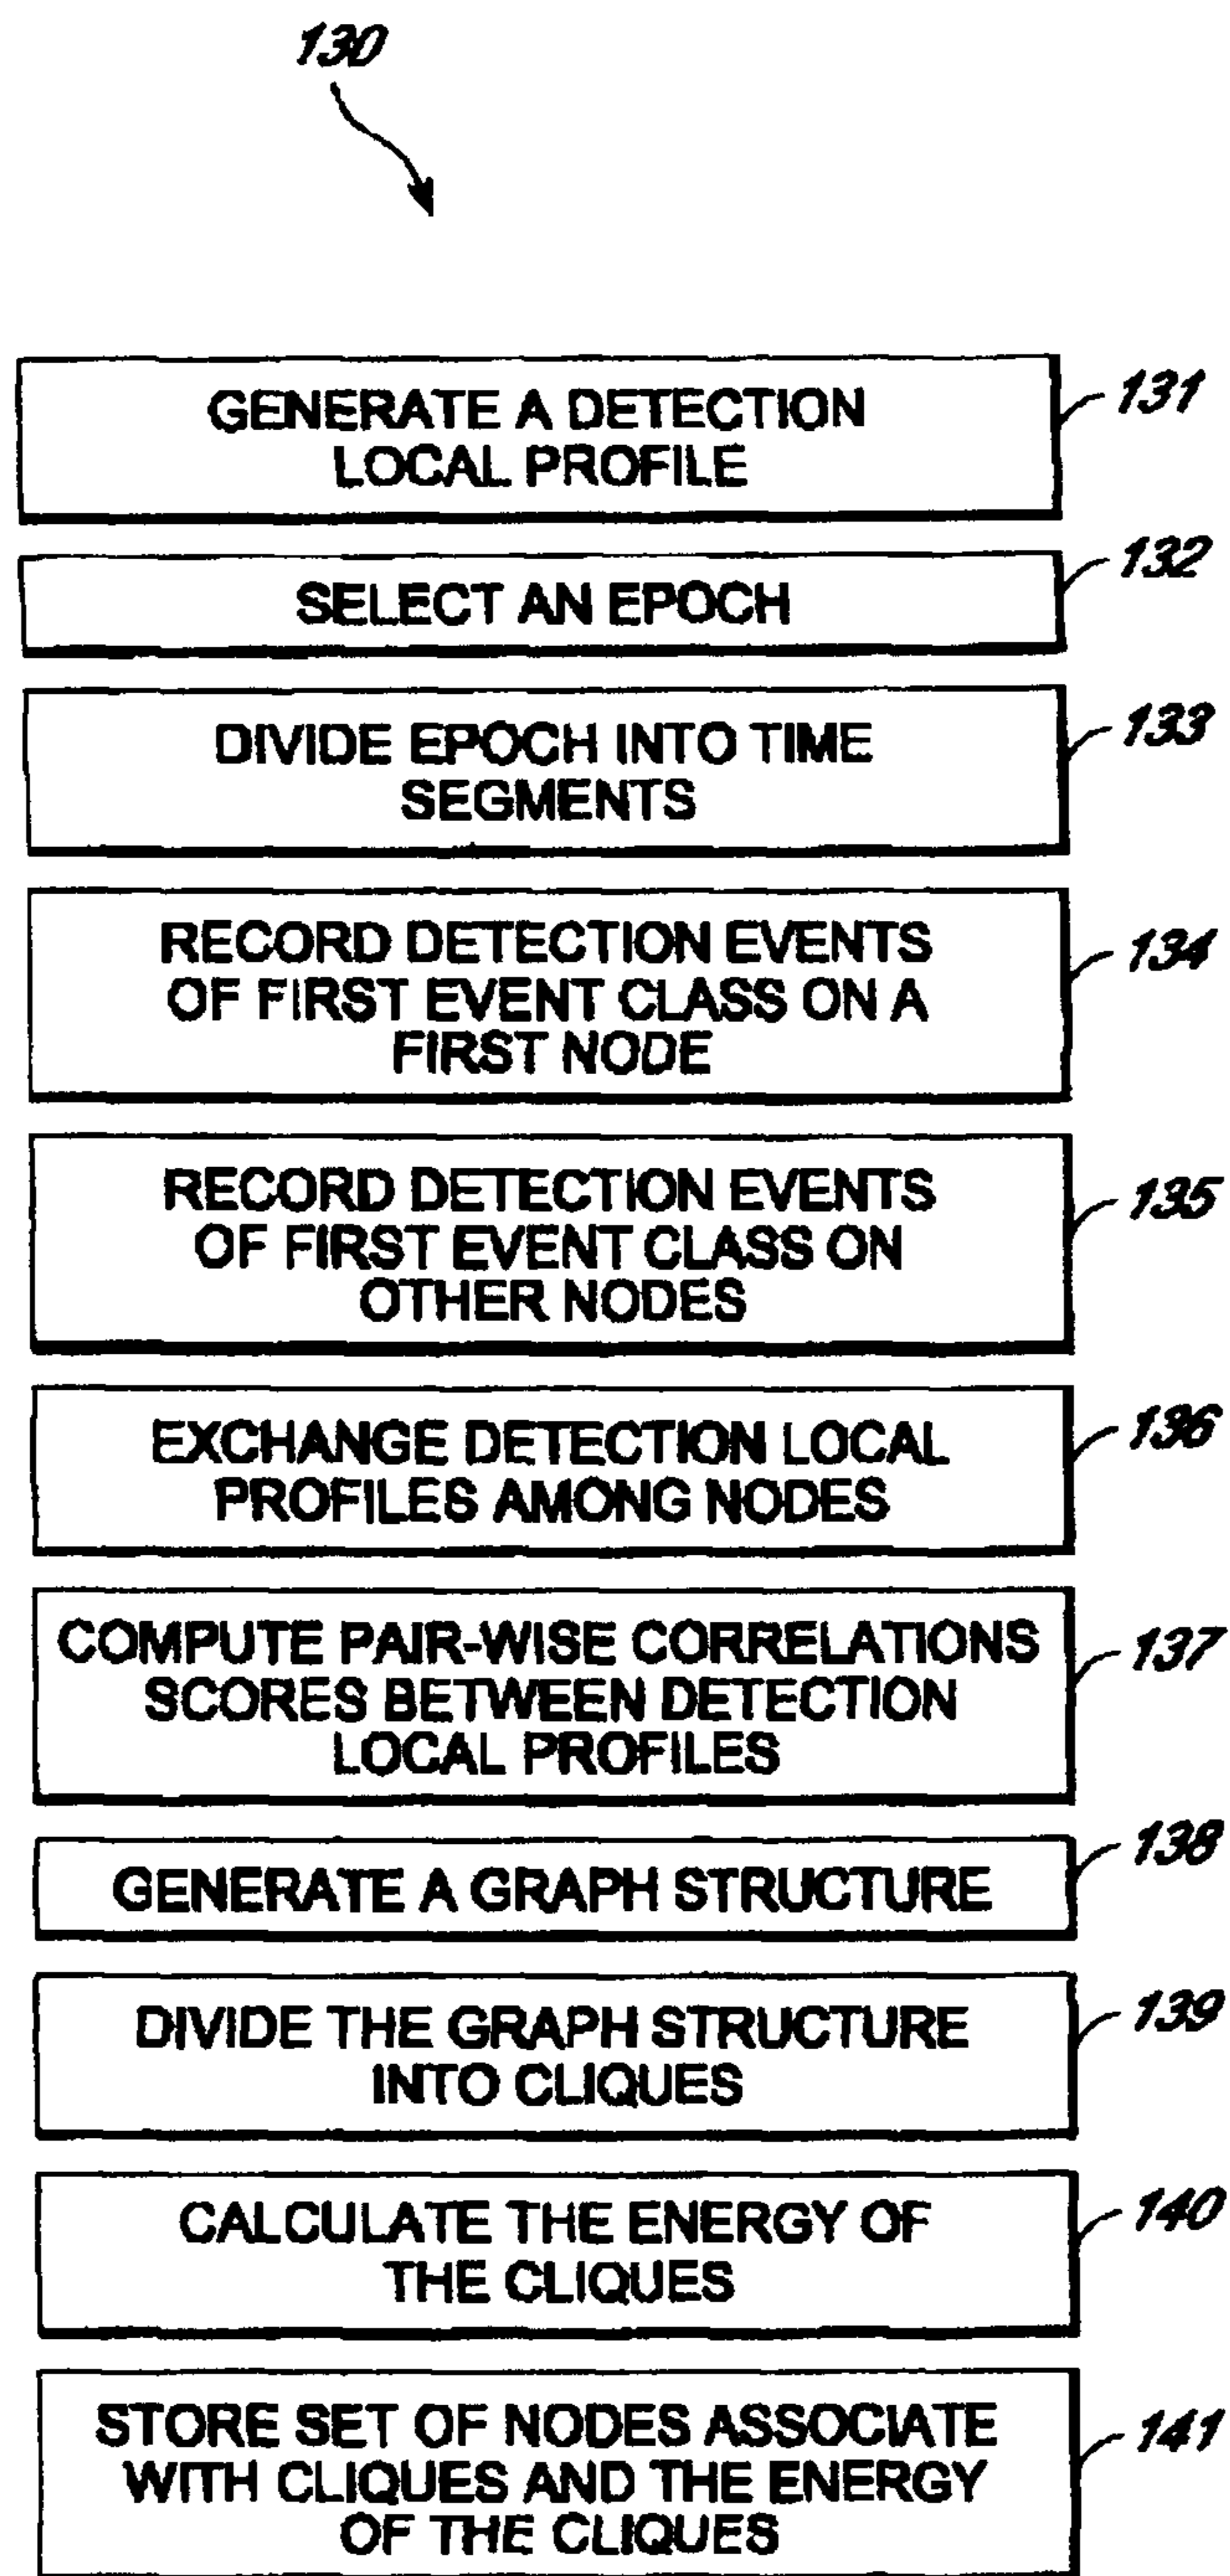 130
GENERATE A DETECTION
LOCAL PROFILE
131
SELECT AN EPOCH
132
DIVIDE EPOCH INTO TIME
SEGMENTS
133
RECORD DETECTION EVENTS
OF FIRST EVENT CLASS ON A
FIRST NODE
134
RECORD DETECTION EVENTS
OF FIRST EVENT CLASS ON
OTHER NODES
135
EXCHANGE DETECTION LOCAL
PROFILES AMONG NODES
136
COMPUTE PAIR-WISE CORRELATIONS
SCORES BETWEEN DETECTION
LOCAL PROFILES
137
GENERATE A GRAPH STRUCTURE
138
DIVIDE THE GRAPH STRUCTURE
INTO CLIQUES
139
CALCULATE THE ENERGY OF
THE CLIQUES
140
STORE SET OF NODES ASSOCIATE
WITH CLIQUES AND THE ENERGY
OF THE CLIQUES
141